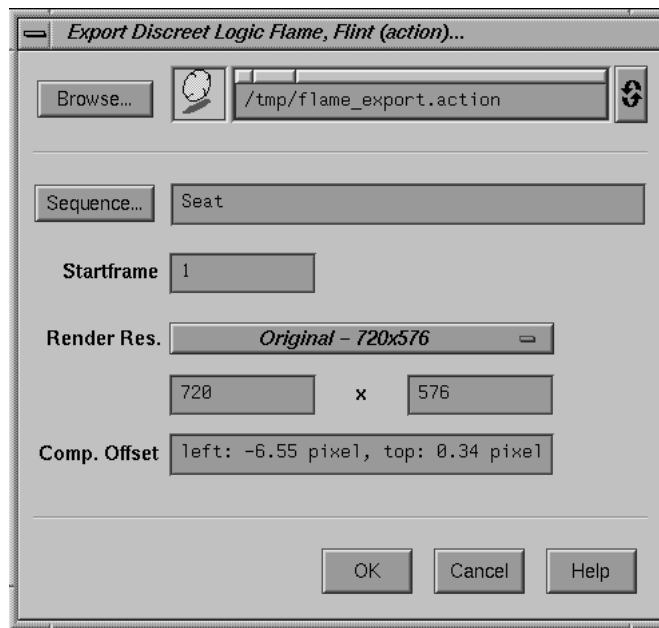 Export Discreet Logic Flame, Flint (action)...
Browse... /tmp/flame_export.action
Sequence... Seat
Startframe 1
Render Res. Original – 720x576
720 x 576
Comp. Offset left: -6.55 pixel, top: 0.34 pixel
OK Cancel Help